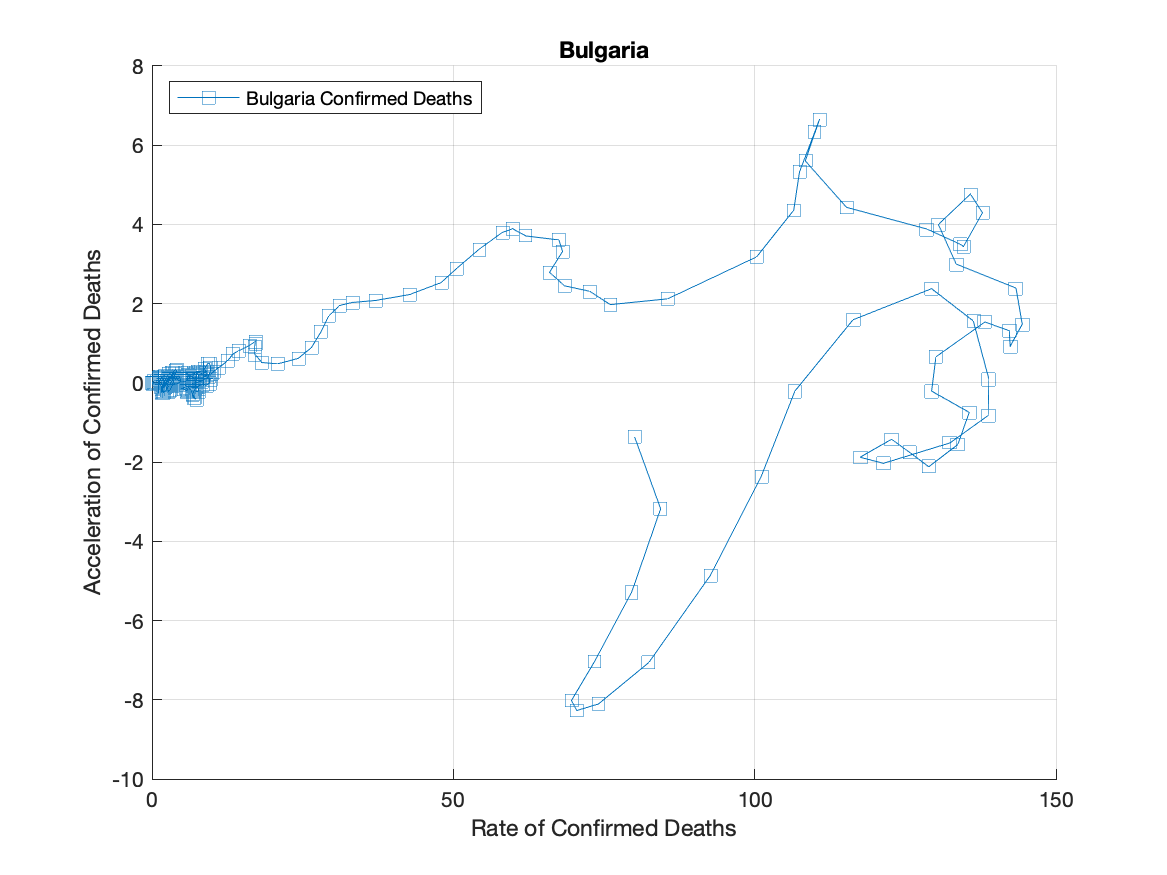 Bulgaria
8
Bulgaria Confirmed Deaths
6
4
2
0
-2
-4
-6
-8
-10
Acceleration of Confirmed Deaths
0 50 100 150
Rate of Confirmed Deaths